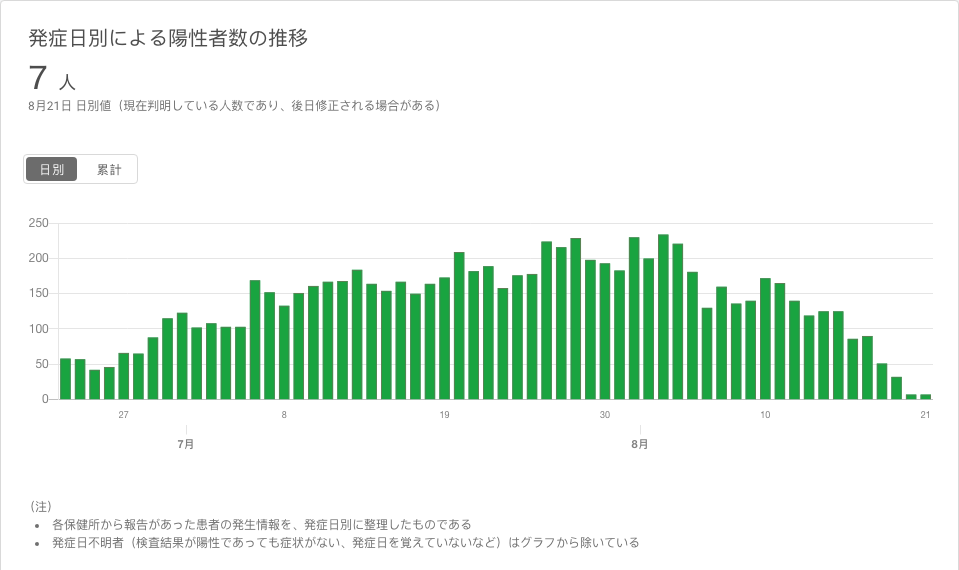 発症日別による陽性者数の推移
7 人
8月21日 日別値（現在判明している人数であり、後日修正される場合がある）
日別 累計
250
200
150
100
50
0
27 8 19 30 10 21
7月 8月
（注）
• 各保健所から報告があった患者の発生情報を、発症日別に整理したものである
• 発症日不明者（検査結果が陽性であっても症状がない、発症日を覚えていないなど）はグラフから除いている